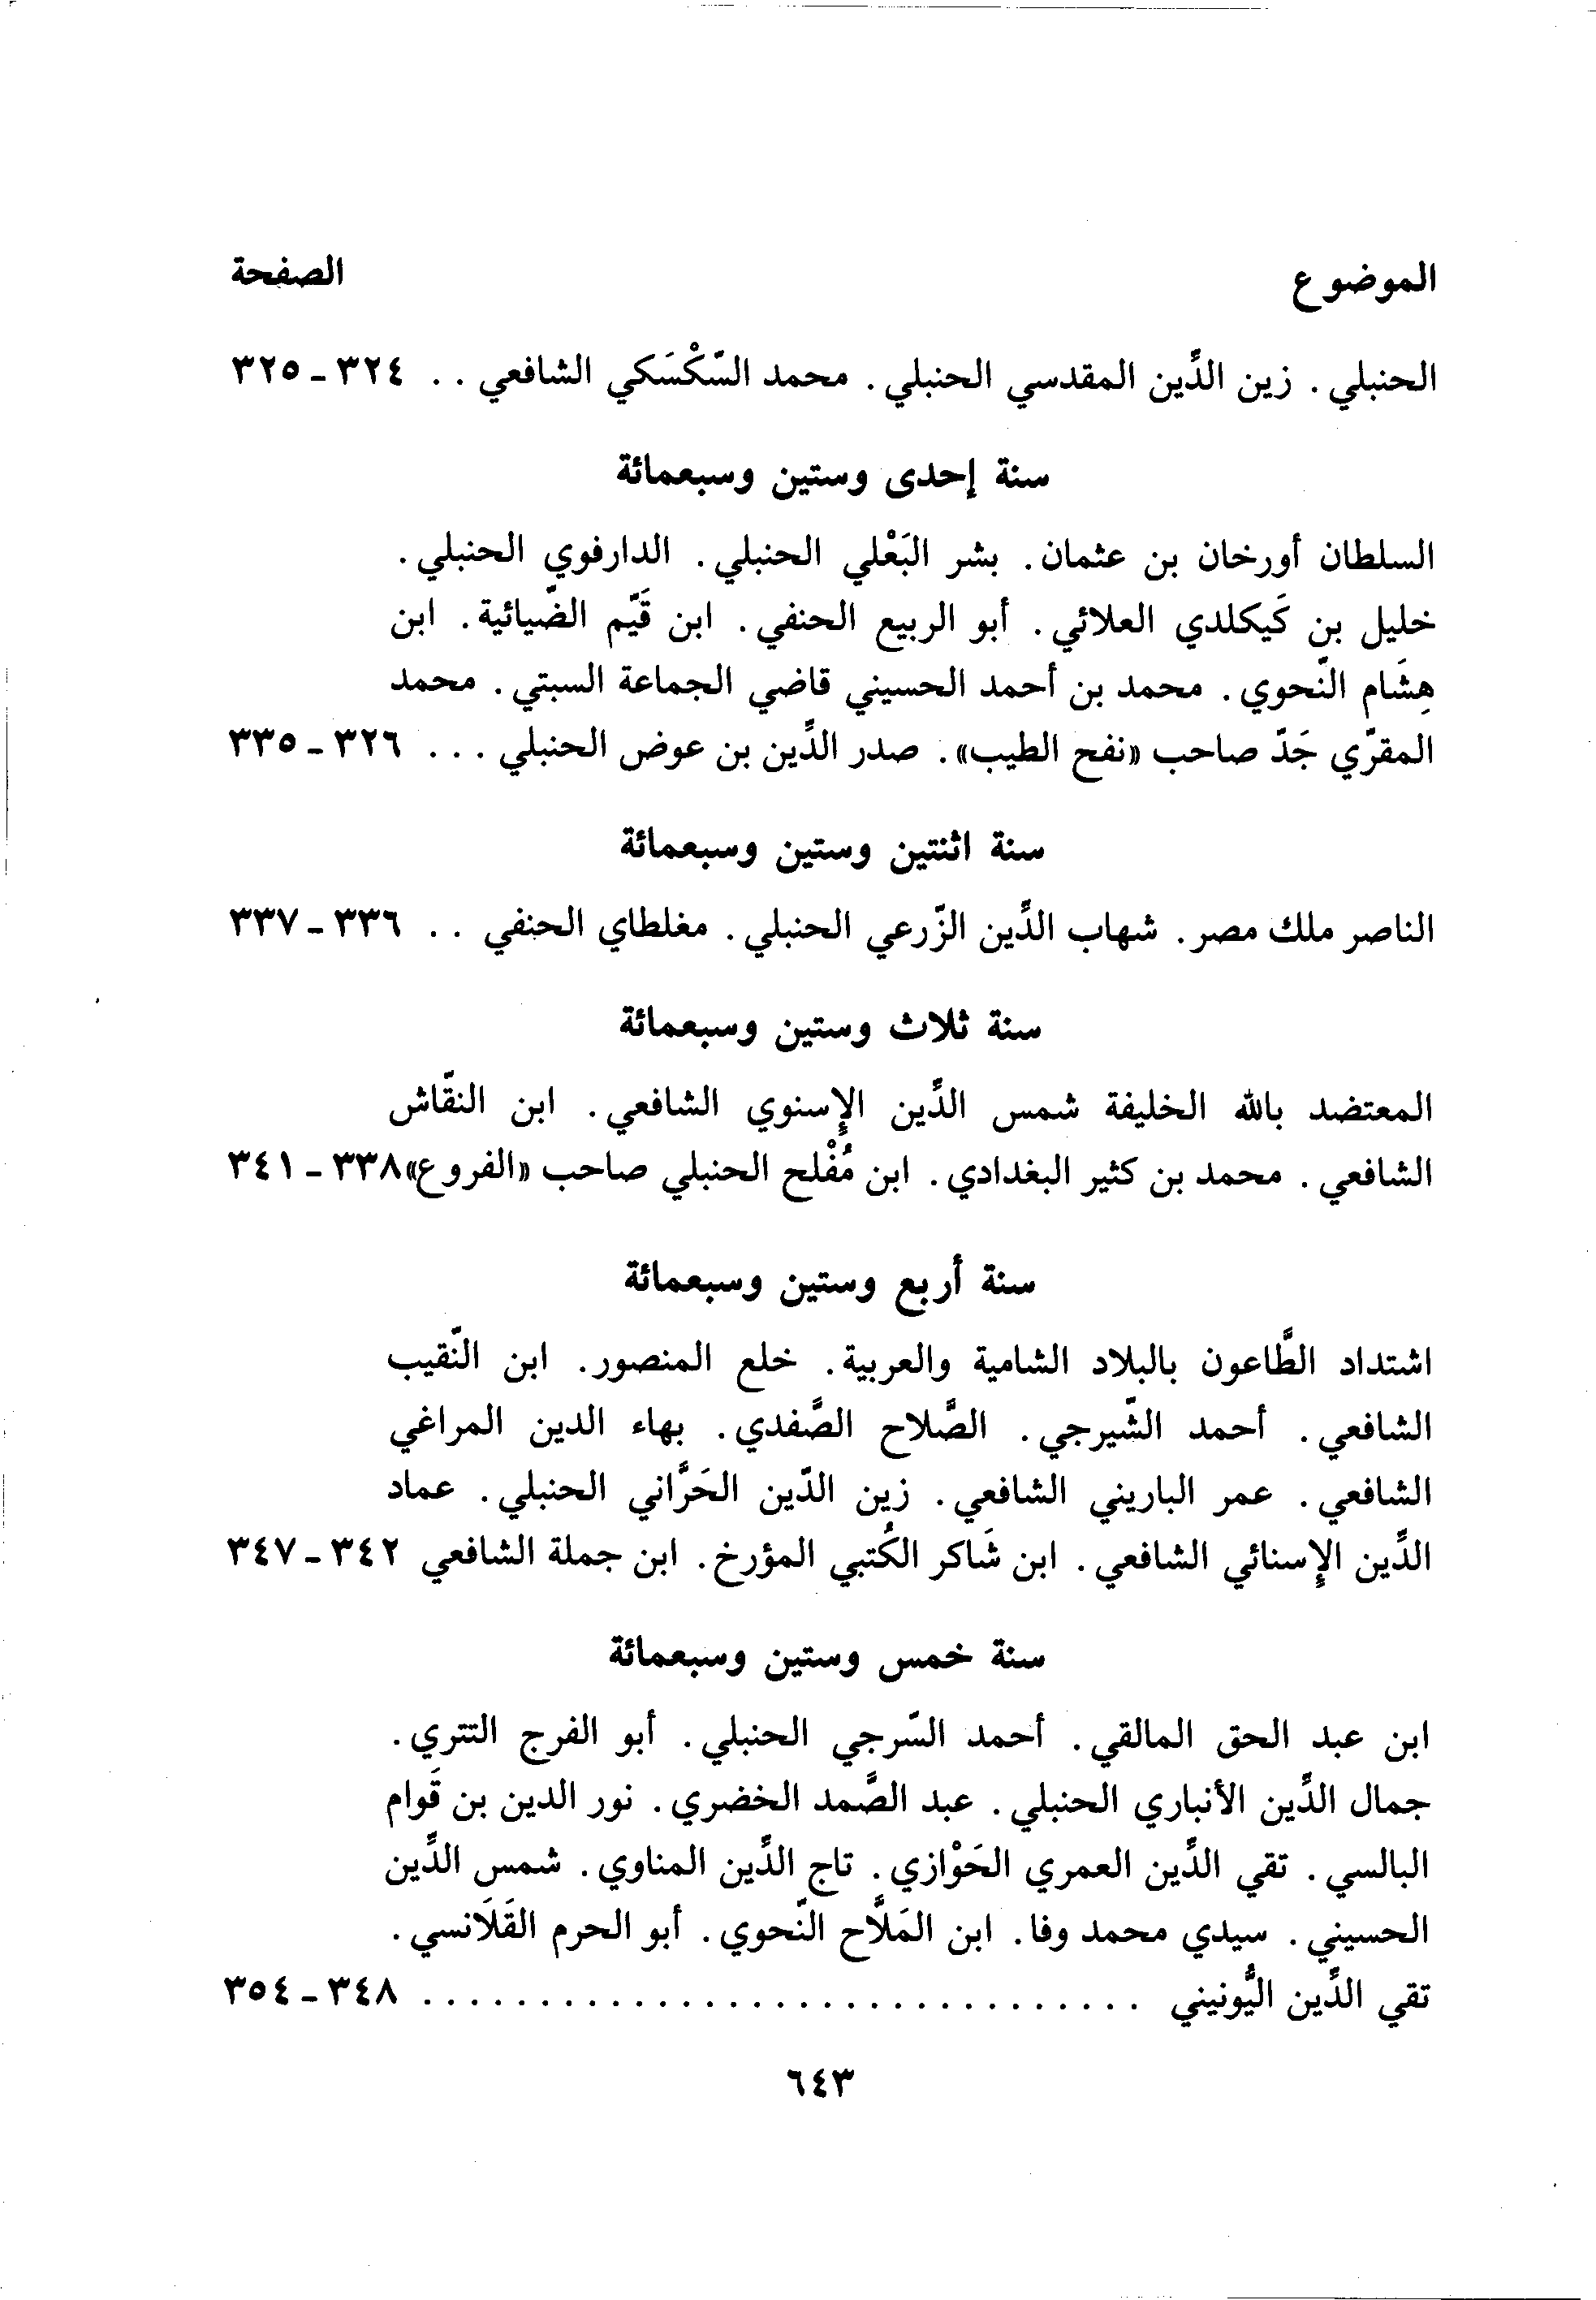 الموضوع الصفحة
الحنبلي . زين الدِّين المقدسي الحنبلي . محمد السّكْسَكي الشافعي . . ٣٢٤ - ٣٢٥
سنة إحدى وستين وسبعمائة
السلطان أورخان بن عثمان . بشر البَعْلي الحنبلي . الدارفوي الحنبلي .
خليل بن كَيكلدي العلائي . أبو الربيع الحنفي . ابن قَيّم الضّيائية . ابن
هِشَام النّحوي . محمد بن أحمد الحسيني قاضي الجماعة السبتي . محمد
المقرّي جَدّ صاحب «نفح الطيب» . صدر الدِّين بن عوض الحنبلي . . . ٣٢٦ - ٣٣٥
سنة اثنتين وستين وسبعمائة
الناصر ملك مصر . شهاب الدِّين الزّرعي الحنبلي . مغلطاي الحنفي . . ٣٣٦ - ٣٣٧
سنة ثلاث وستين وسبعمائة
المعتضد بالله الخليفة شمس الدِّين الإِسنوي الشافعي . ابن النقّاش
الشافعي . محمد بن كثير البغدادي . ابن مُفْلح الحنبلي صاحب «الفروع» ٣٣٨ - ٣٤١
سنة أربع وستين وسبعمائة
اشتداد الطَّاعون بالبلاد الشامية والعربية . خلع المنصور . ابن النّقيب
الشافعي . أحمد الشّيرجي . الصَّلاح الصَّفدي . بهاء الدين المراغي
الشافعي . عمر الباريني الشافعي . زين الدّين الحَرَّاني الحنبلي . عماد
الدِّين الإِسنائي الشافعي . ابن شَاكر الكُتبي المؤرخ . ابن جملة الشافعي ٣٤٢ - ٣٤٧
سنة خمس وستين وسبعمائة
ابن عبد الحق المالقي . أحمد السّرجي الحنبلي . أبو الفرج التتري .
جمال الدِّين الأنباري الحنبلي . عبد الصَّمد الخضري . نور الدين بن قَوام
البالسي . تقي الدِّين العمري الحَوْازي . تاج الدِّين المناوي . شمس الدِّين
الحسيني . سيدي محمد وفا . ابن المَلَّاح النّحوي . أبو الحرم القَلَانسي .
تقي الدِّين اليُّونيني . . . . . . . . . . . . . . . . . . . . . . . . . . . . . . . . . . . ٣٤٨ - ٣٥٤
٦٤٣